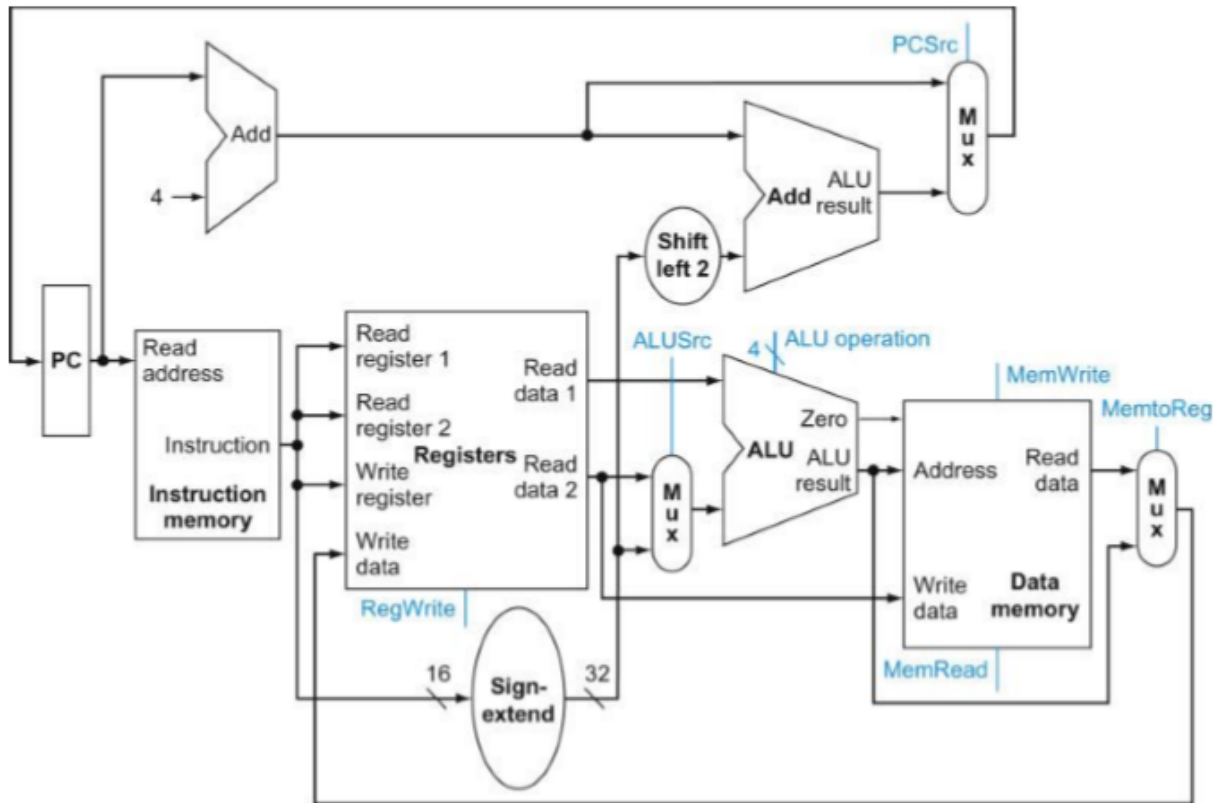 PCSrc
M
u
x
Add
4
Add
ALU
result
Shift
left 2
PC
Read
address
Instruction
Instruction
memory
Read
register 1
Read
register 2
Write
register
Write
data
Registers
Read
data 1
Read
data 2
RegWrite
16
Sign-
extend
32
ALUSrc
M
u
x
4
ALU operation
Zero
ALU
ALU
result
MemWrite
Address
Read
data
Write
data
Data
memory
MemRead
MemtoReg
M
u
x